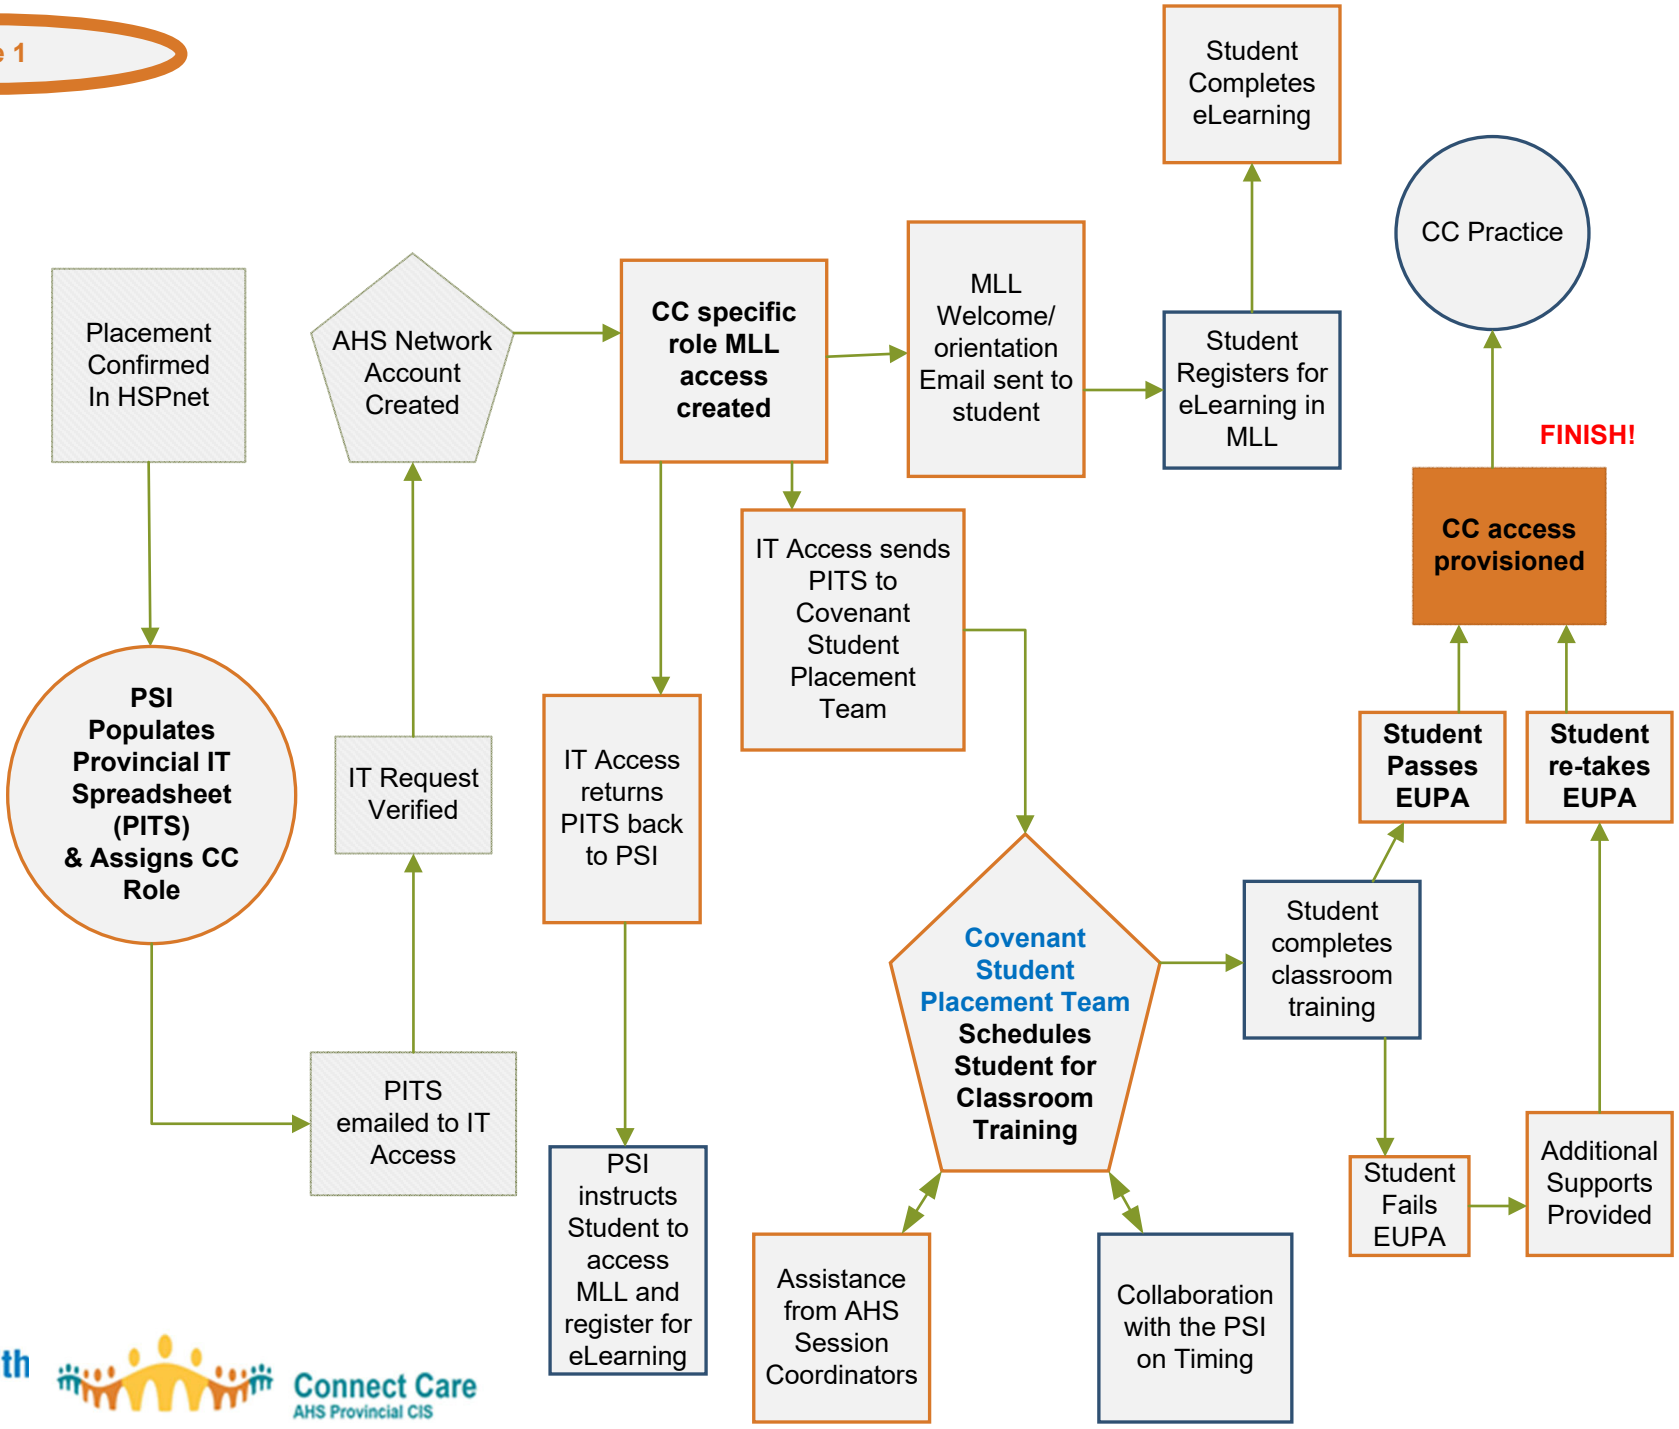 e 1
Student
Completes
eLearning
CC Practice
Placement
Confirmed
In HSPnet
AHS Network
Account
Created
CC specific
role MLL
access
created
MLL
Welcome/
orientation
Email sent to
student
Student
Registers for
eLearning in
MLL
FINISH!
CC access
provisioned
IT Access sends
PITS to
Covenant
Student
Placement
Team
PSI
Populates
Provincial IT
Spreadsheet
(PITS)
& Assigns CC
Role
IT Request
Verified
IT Access
returns
PITS back
to PSI
Student
Passes
EUPA
Student
re-takes
EUPA
Covenant
Student
Placement Team
Schedules
Student for
Classroom
Training
Student
completes
classroom
training
PITS
emailed to IT
Access
PSI
instructs
Student to
access
MLL and
register for
eLearning
Student
Fails
EUPA
Additional
Supports
Provided
Assistance
from AHS
Session
Coordinators
Collaboration
with the PSI
on Timing
th
Connect Care
AHS Provincial CIS